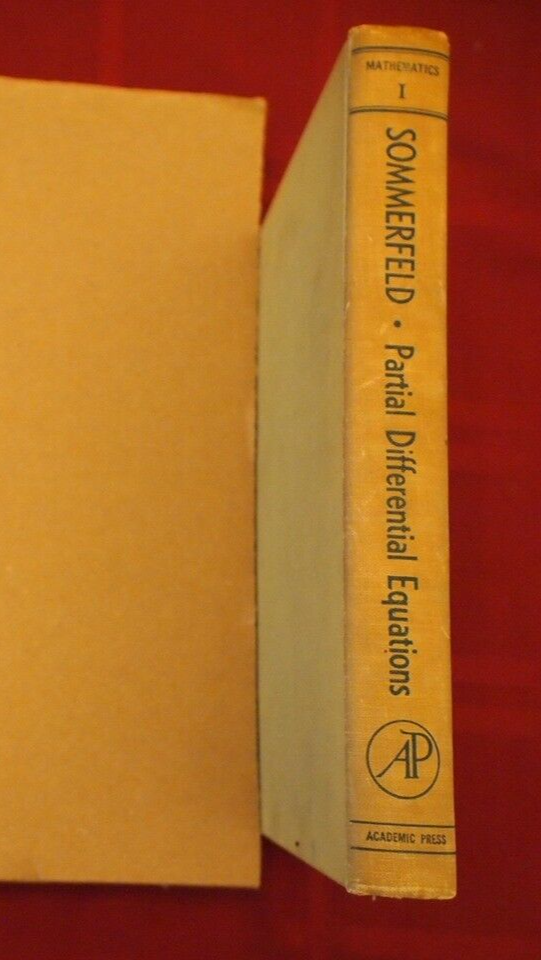 MATHEMATICS
I
SOMMERFELD • Partial Differential Equations
AP
ACADEMIC PRESS